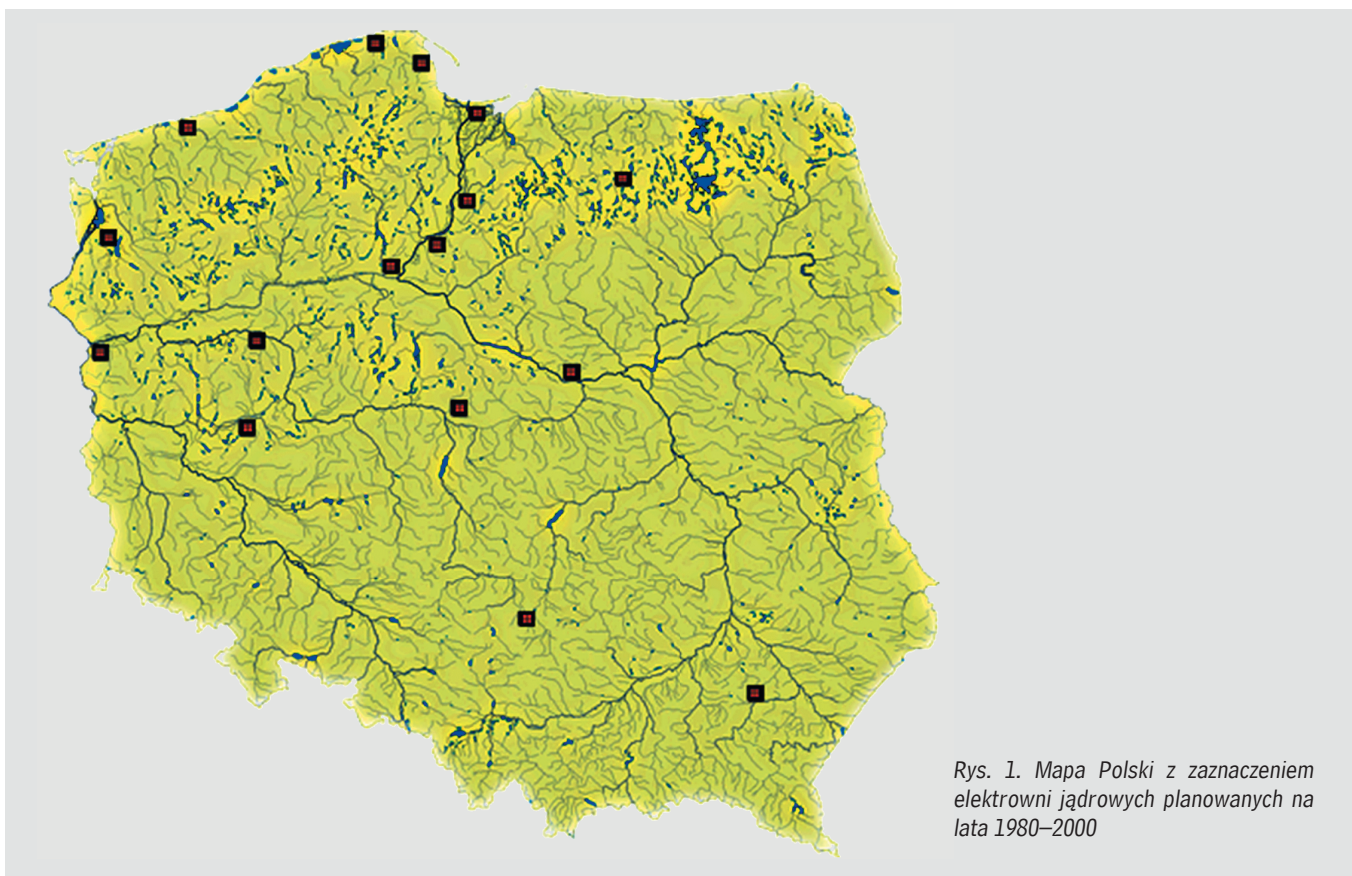 Rys. 1. Mapa Polski z zaznaczeniem
elektrowni jądrowych planowanych na
lata 1980–2000